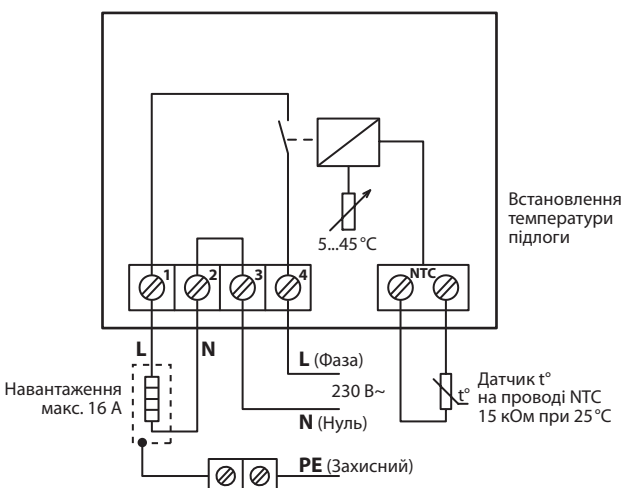 Встановлення
температури
підлоги
5...45 °C
1 2 3 4 NTC
L N
L (Фаза)
230 В~
N (Нуль)
Навантаження
макс. 16 А
t°
Датчик t°
на проводі NTC
15 кОм при 25 °C
PE (Захисний)